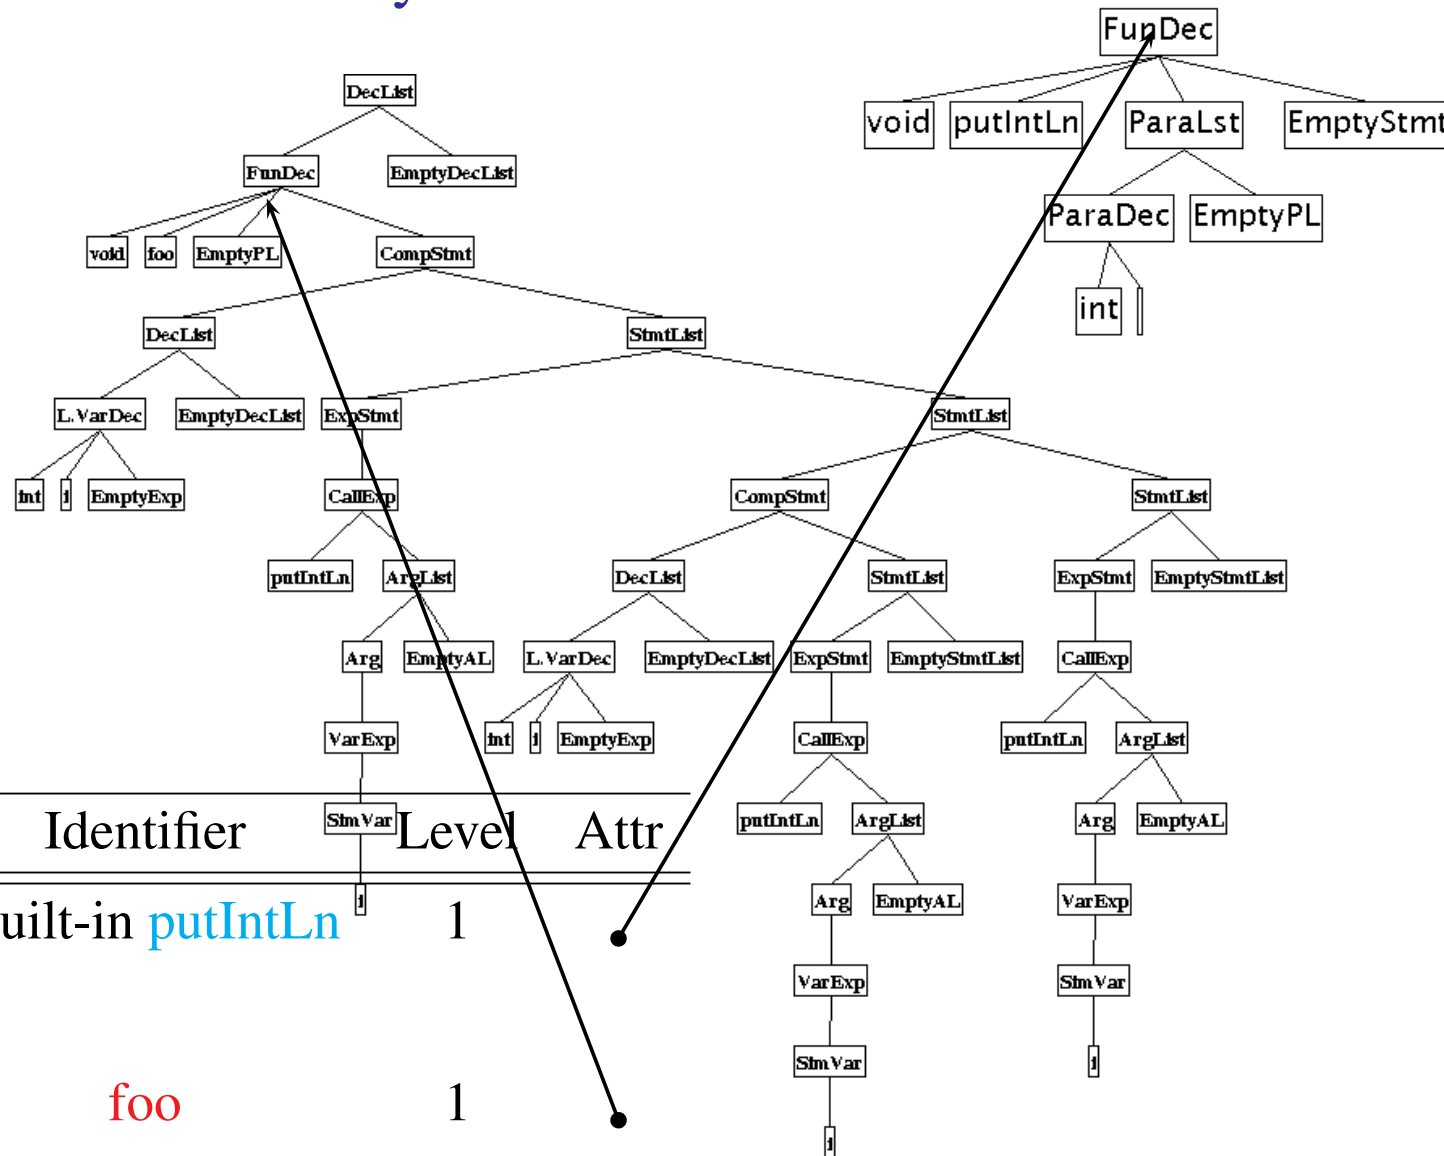 FunDec
void putIntLn ParaLst EmptyStmt
ParaDec EmptyPL
int
DecList
FunDec EmptyDecList
void foo EmptyPL CompStmt
DecList StmtList
L.VarDec EmptyDecList ExpStmt StmtList
int i EmptyExp CallExp CompStmt StmtList
putIntLn ArgList DecList StmtList ExpStmt EmptyStmtList
Arg EmptyAL L.VarDec EmptyDecList ExpStmt EmptyStmtList CallExp
VarExp int i EmptyExp CallExp putIntLn ArgList
SimVar putIntLn ArgList Arg EmptyAL
i Arg EmptyAL VarExp
VarExp SimVar
SimVar i
i
Identifier Level Attr
uilt-in putIntLn 1
foo 1